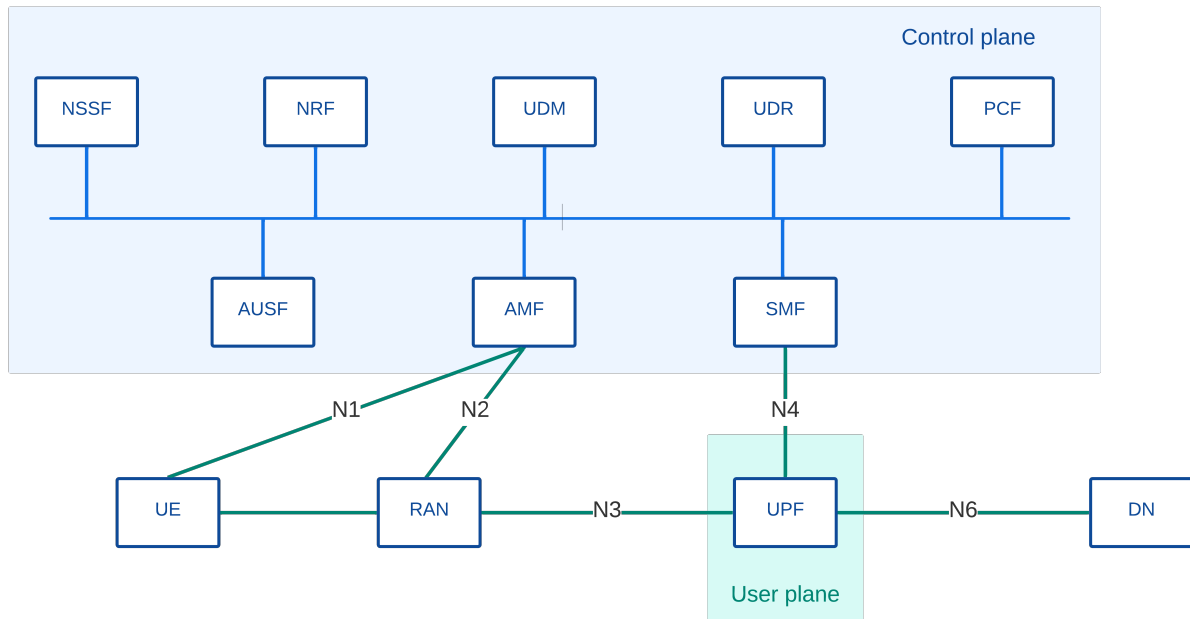 Control plane
NSSF
NRF
UDM
UDR
PCF
AUSF
AMF
SMF
N1
N2
N4
UE
RAN
N3
UPF
N6
DN
User plane